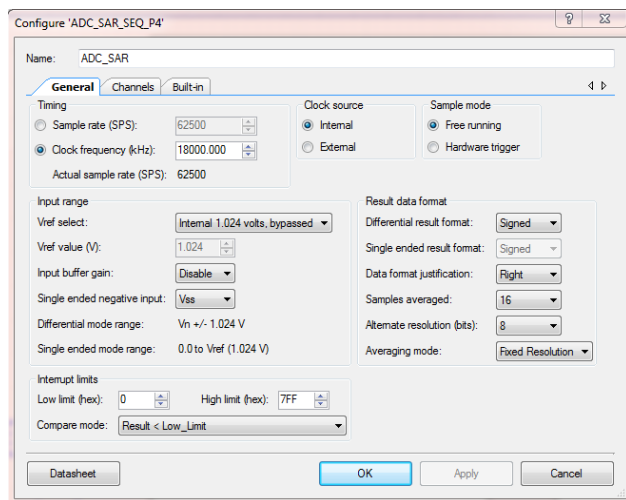 Configure 'ADC_SAR_SEQ_P4'
Name: ADC_SAR
General Channels Built-in
Timing
Sample rate (SPS): 62500
Clock frequency (kHz): 18000.000
Actual sample rate (SPS): 62500
Clock source
Internal
External
Sample mode
Free running
Hardware trigger
Input range
Vref select: Internal 1.024 volts, bypassed
Vref value (V): 1.024
Input buffer gain: Disable
Single ended negative input: Vss
Differential mode range: Vn +/- 1.024 V
Single ended mode range: 0.0 to Vref (1.024 V)
Result data format
Differential result format: Signed
Single ended result format: Signed
Data format justification: Right
Samples averaged: 16
Alternate resolution (bits): 8
Averaging mode: Fixed Resolution
Interrupt limits
Low limit (hex): 0 High limit (hex): 7FF
Compare mode: Result < Low_Limit
Datasheet OK Apply Cancel